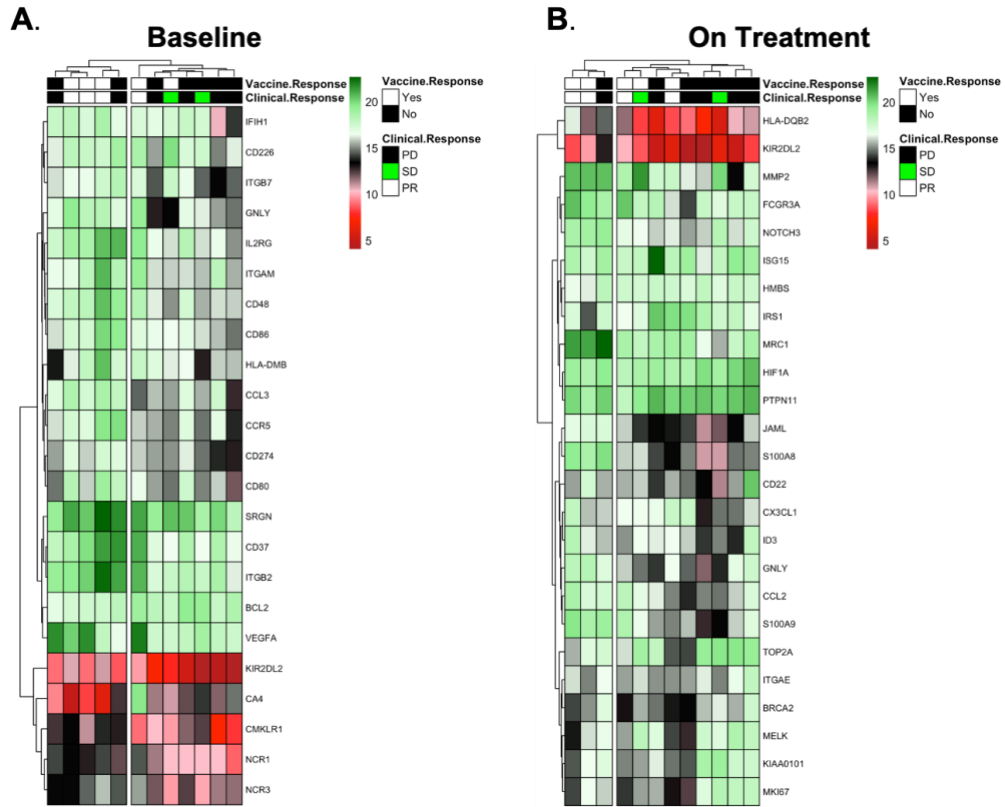 A.
Baseline
Vaccine.Response
Clinical.Response
IFIH1
CD226
ITGB7
GNLY
IL2RG
ITGAM
CD48
CD86
HLA-DMB
CCL3
CCR5
CD274
CD80
SRGN
CD37
ITGB2
BCL2
VEGFA
KIR2DL2
CA4
CMKLR1
NCR1
NCR3
20
15
10
5
Vaccine.Response
Yes
No
Clinical.Response
PD
SD
PR
B.
On Treatment
Vaccine.Response
Clinical.Response
HLA-DQB2
KIR2DL2
MMP2
FCGR3A
NOTCH3
ISG15
HMBS
IRS1
MRC1
HIF1A
PTPN11
JAML
S100A8
CD22
CX3CL1
ID3
GNLY
CCL2
S100A9
TOP2A
ITGAE
BRCA2
MELK
KIAA0101
MKI67
20
15
10
5
Vaccine.Response
Yes
No
Clinical.Response
PD
SD
PR